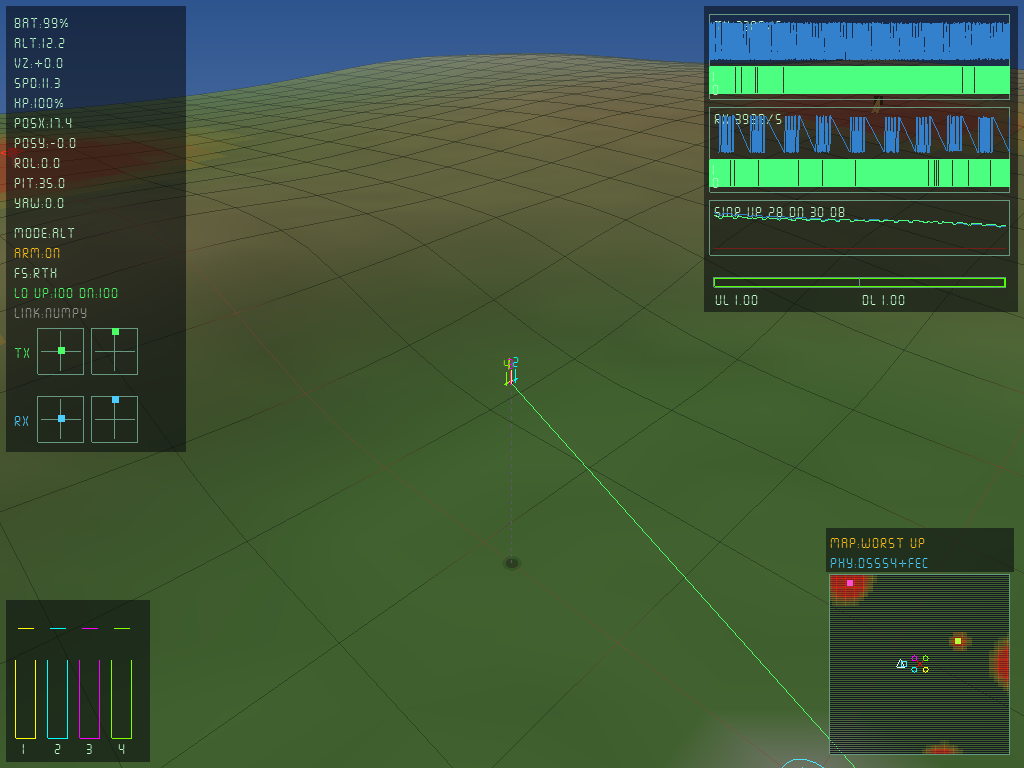 BAT:99%
ALT:12.2
VZ:+0.0
SPD:11.3
HP:100%
POSX:17.4
POSY:-0.0
ROL:0.0
PIT:35.0
YAW:0.0
MODE:ALT
ARM:ON
FS:RTH
LQ UP:100 DN:100
LINK:NUMPY
TX
RX
RX 3900/S
0
0
SINR UP 28 DN 30 DB
UL 1.00 DL 1.00
MAP:WORST UP
PHY:DSSS4+FEC
1 2 3 4